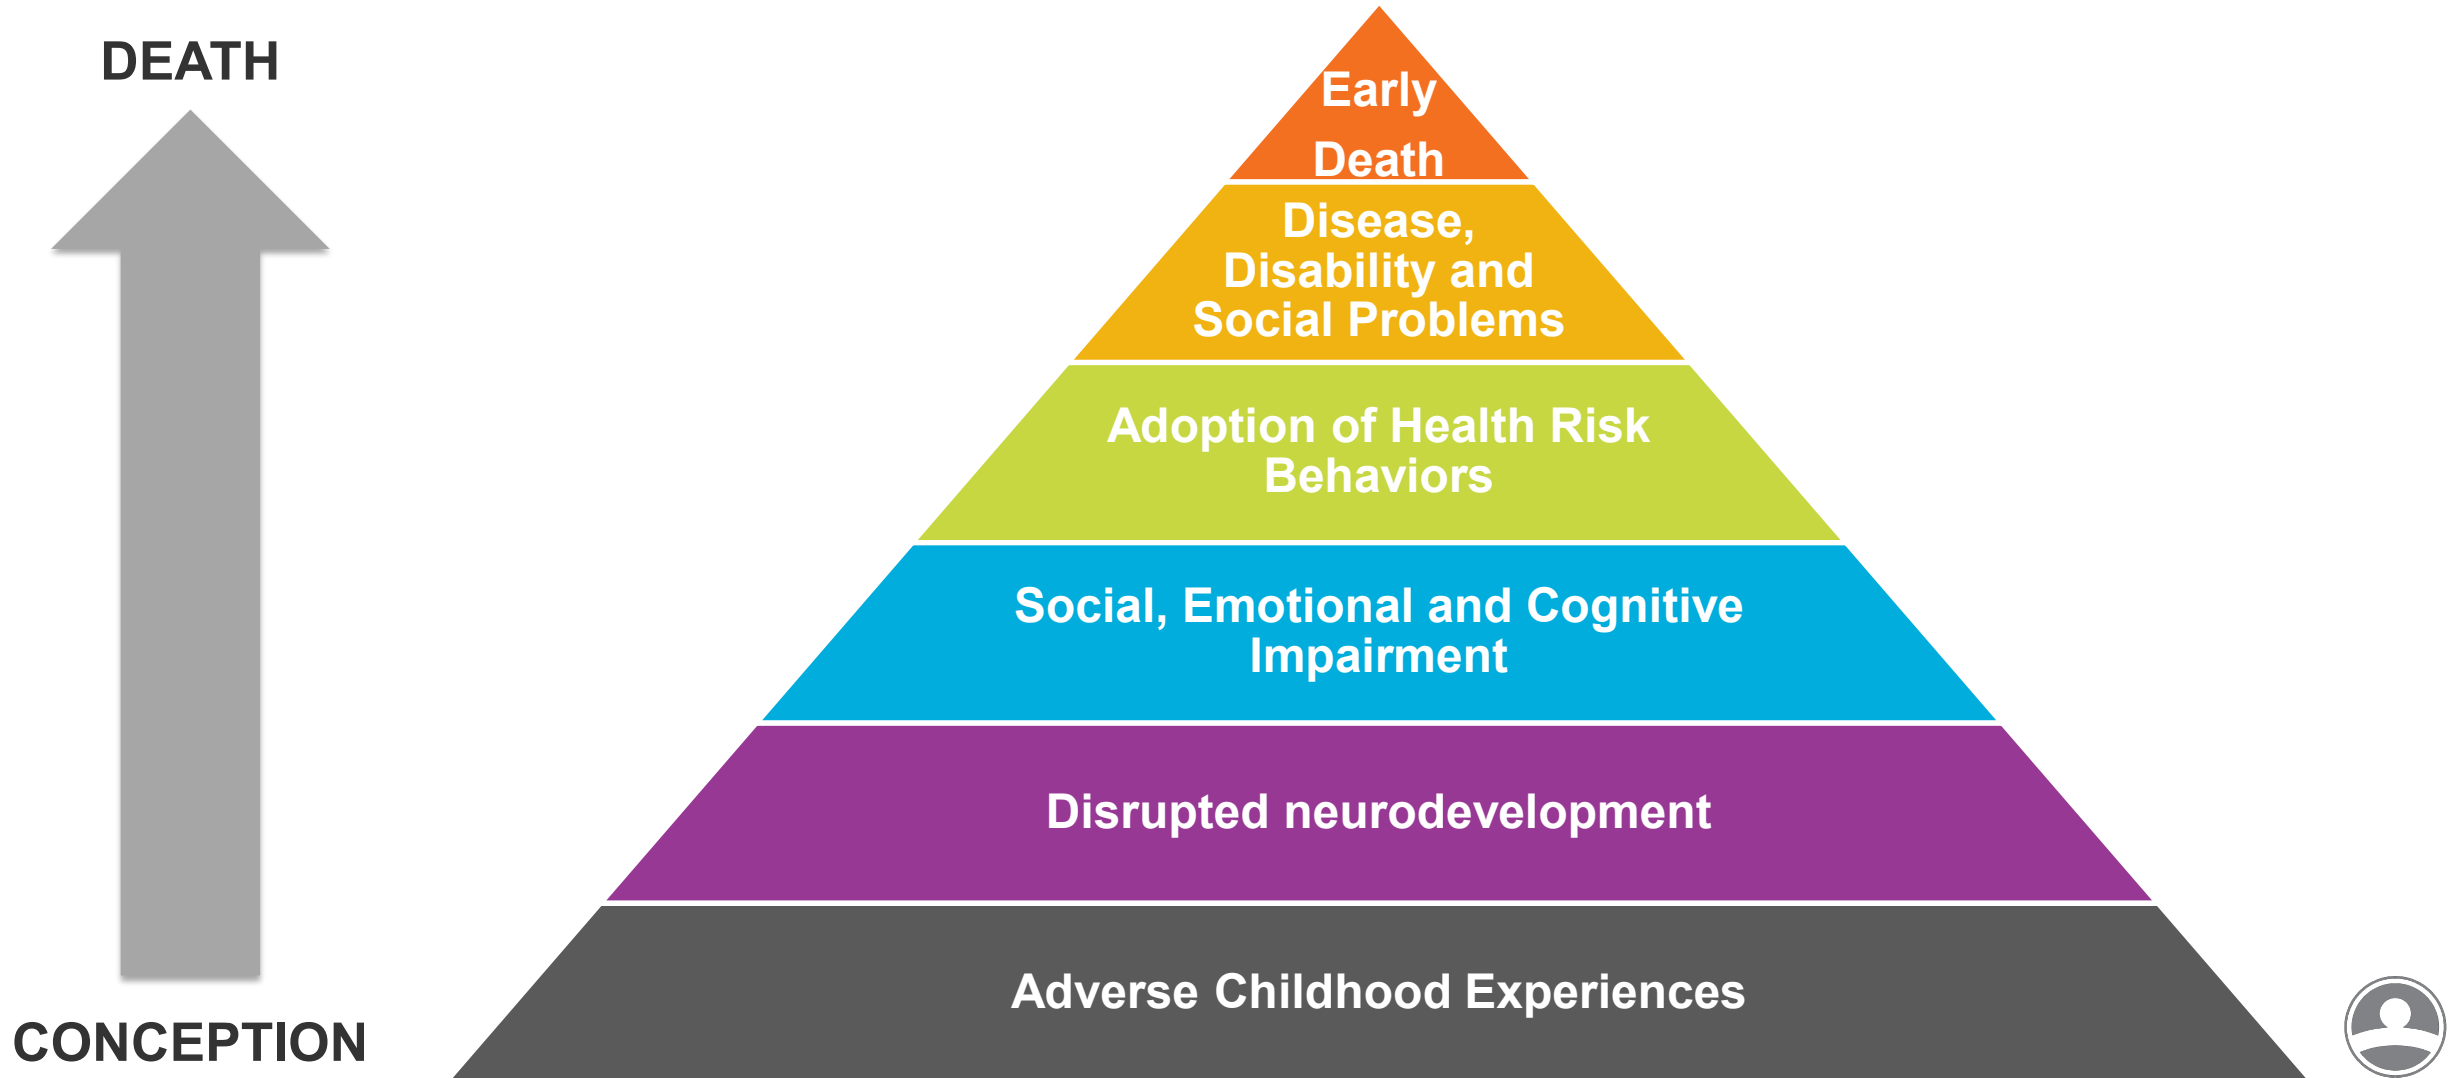 DEATH
Early
Death
Disease,
Disability and
Social Problems
Adoption of Health Risk
Behaviors
Social, Emotional and Cognitive
Impairment
Disrupted neurodevelopment
Adverse Childhood Experiences
CONCEPTION